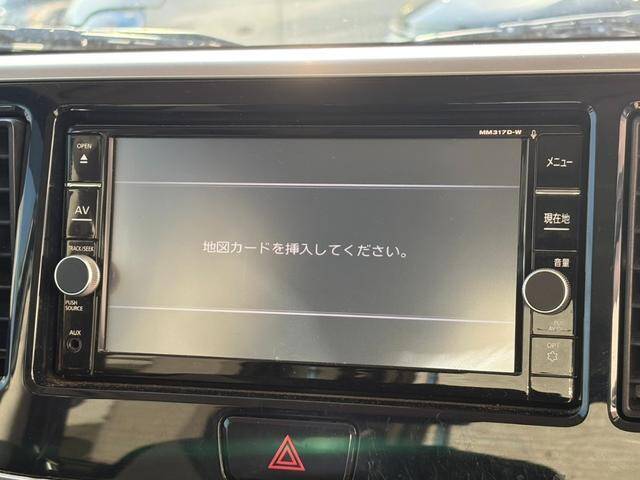 MM317D-W
OPEN
AV
TRACK/SEEK
PUSH
SOURCE
AUX
地図カードを挿入してください。
メニュー
現在地
音量
OPT